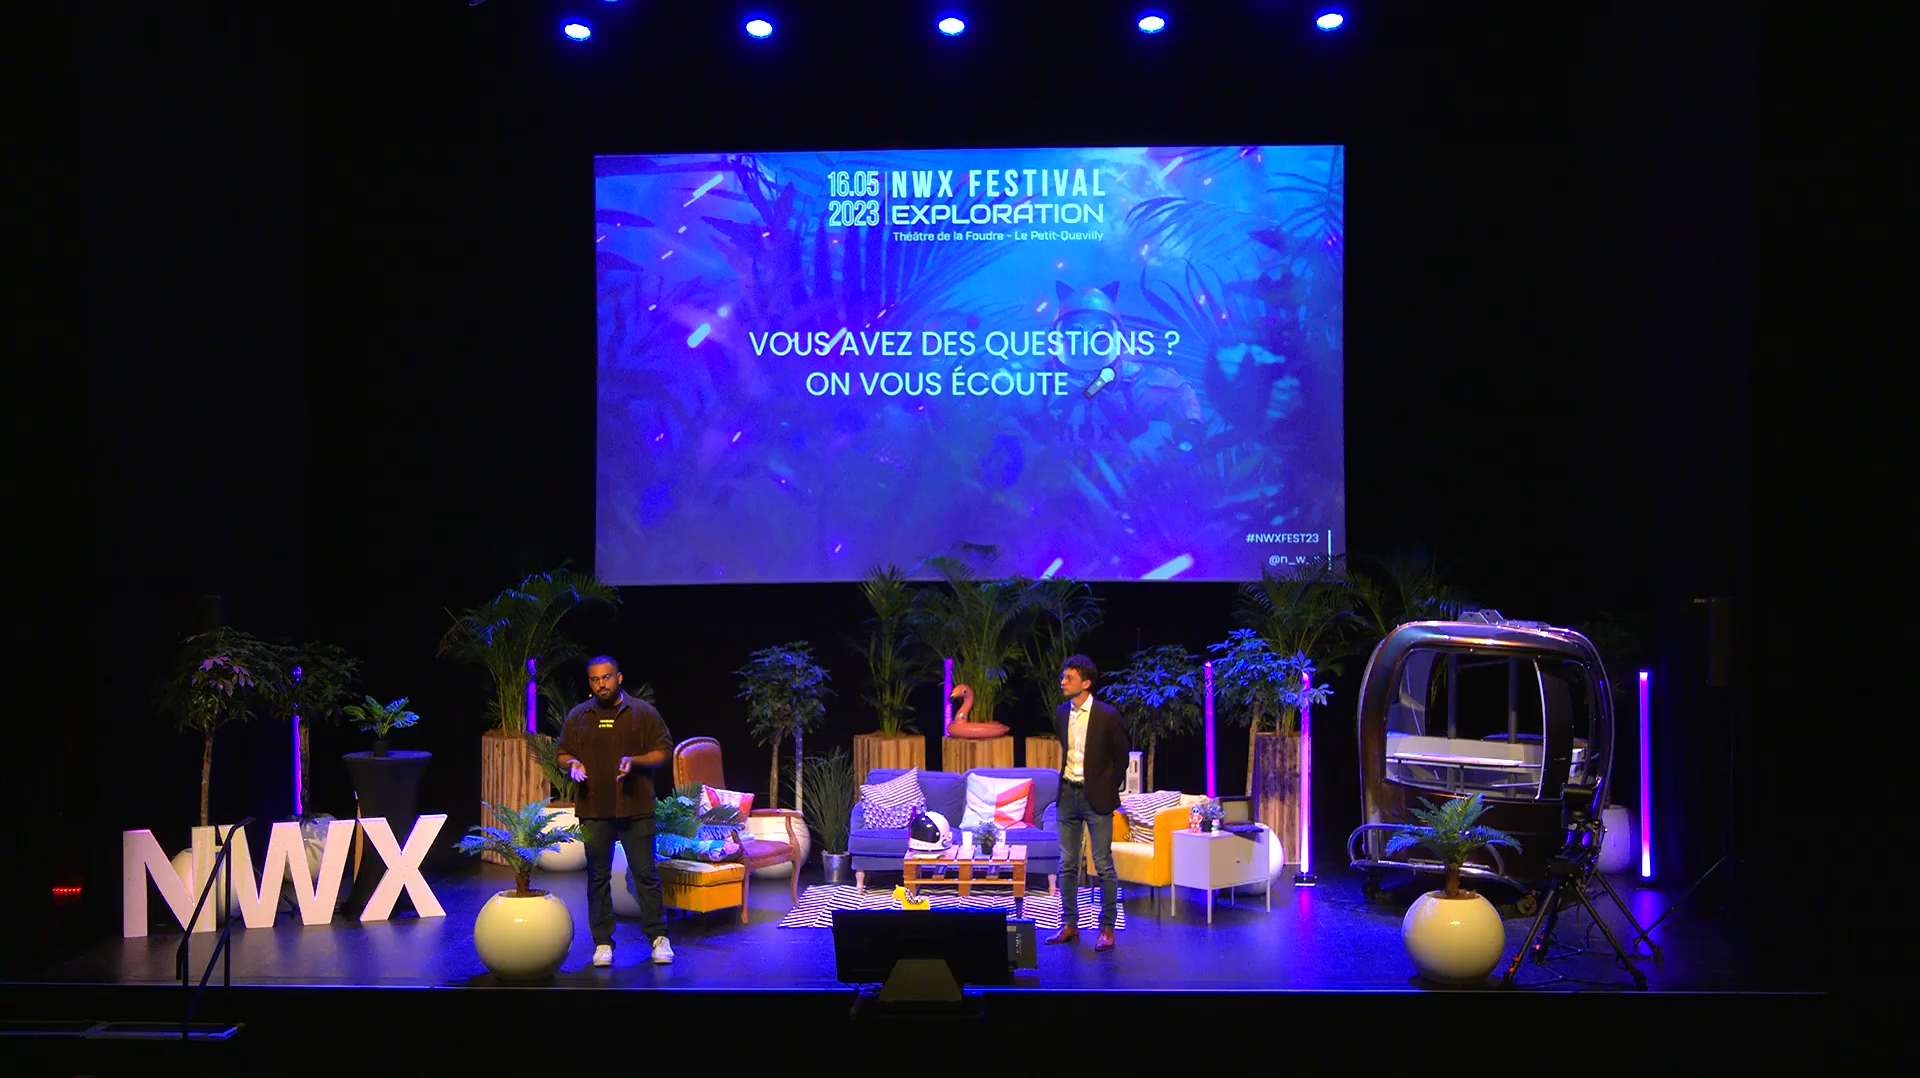 16.05
2023
NWX FESTIVAL
EXPLORATION
Théâtre de la Foudre - Le Petit-Quevilly
VOUS AVEZ DES QUESTIONS ?
ON VOUS ÉCOUTE
#NWXFEST23
NWX